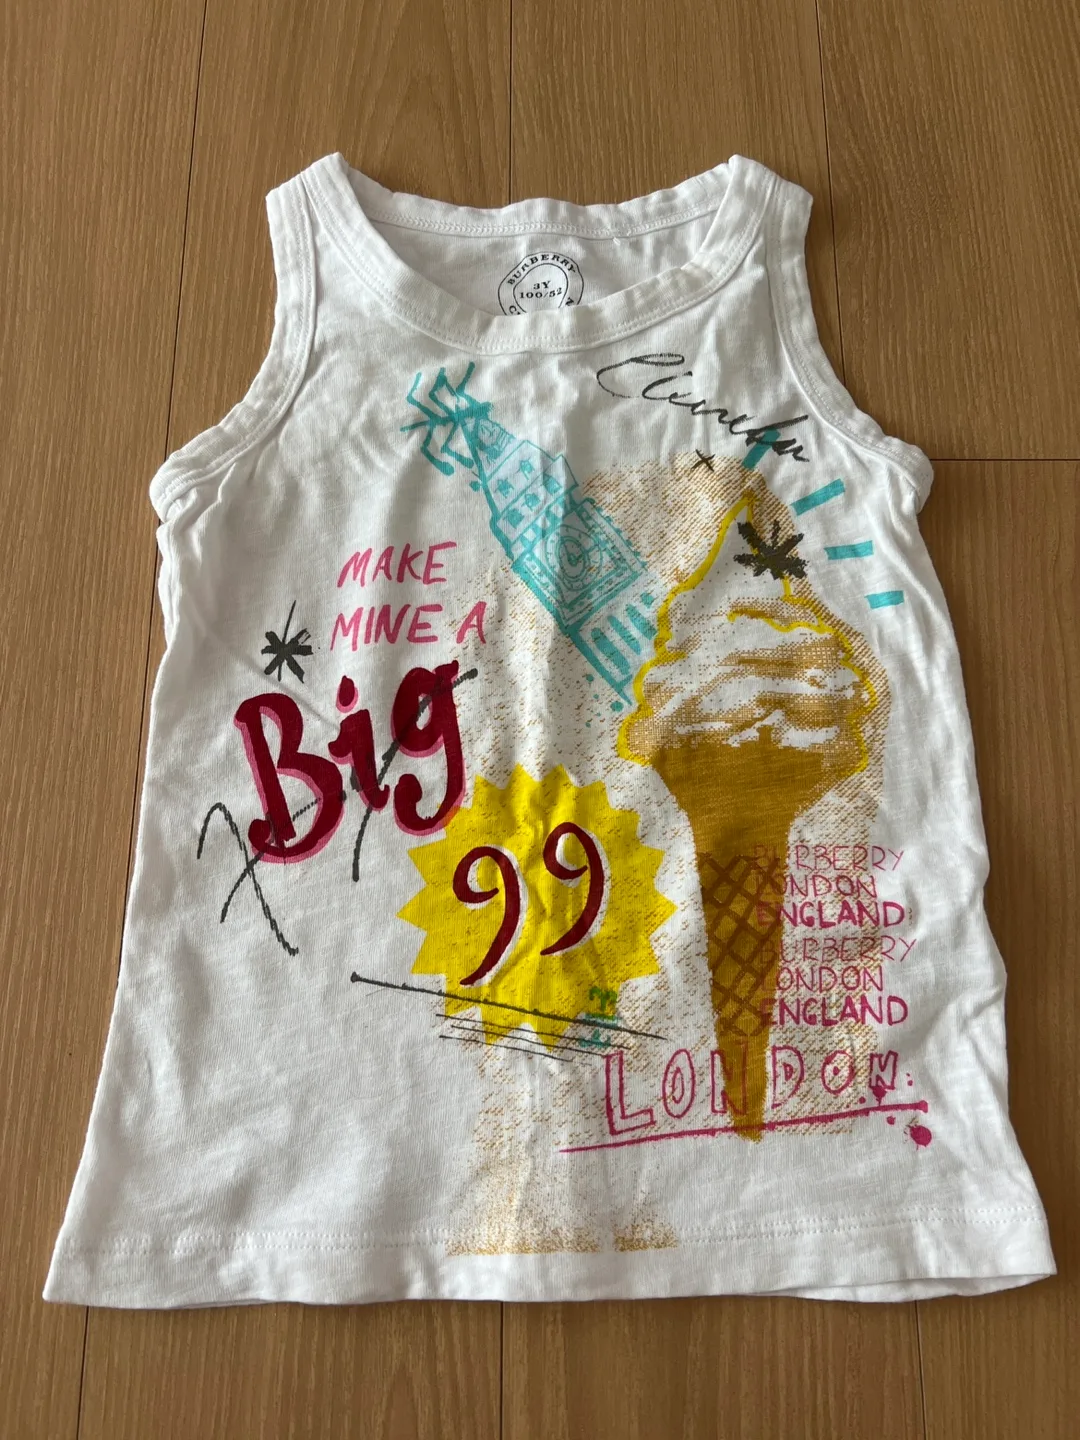 BURBERRY
3Y
100/52
MAKE
MINE A
Big
99
BURBERRY
LONDON
ENGLAND
BURBERRY
LONDON
ENGLAND
LONDON